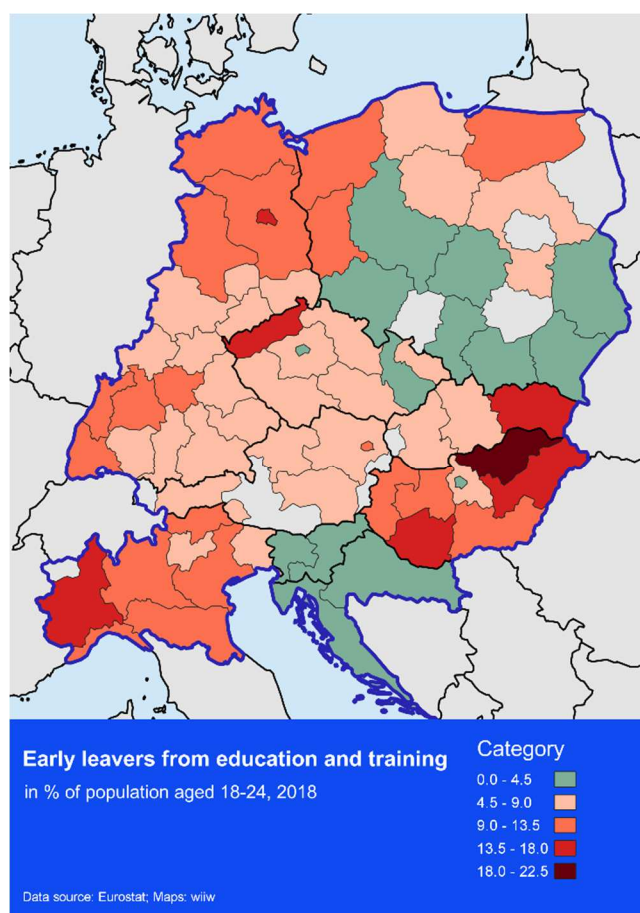 Early leavers from education and training
in % of population aged 18-24, 2018
Category
0.0 - 4.5
4.5 - 9.0
9.0 - 13.5
13.5 - 18.0
18.0 - 22.5
Data source: Eurostat; Maps: wiiw